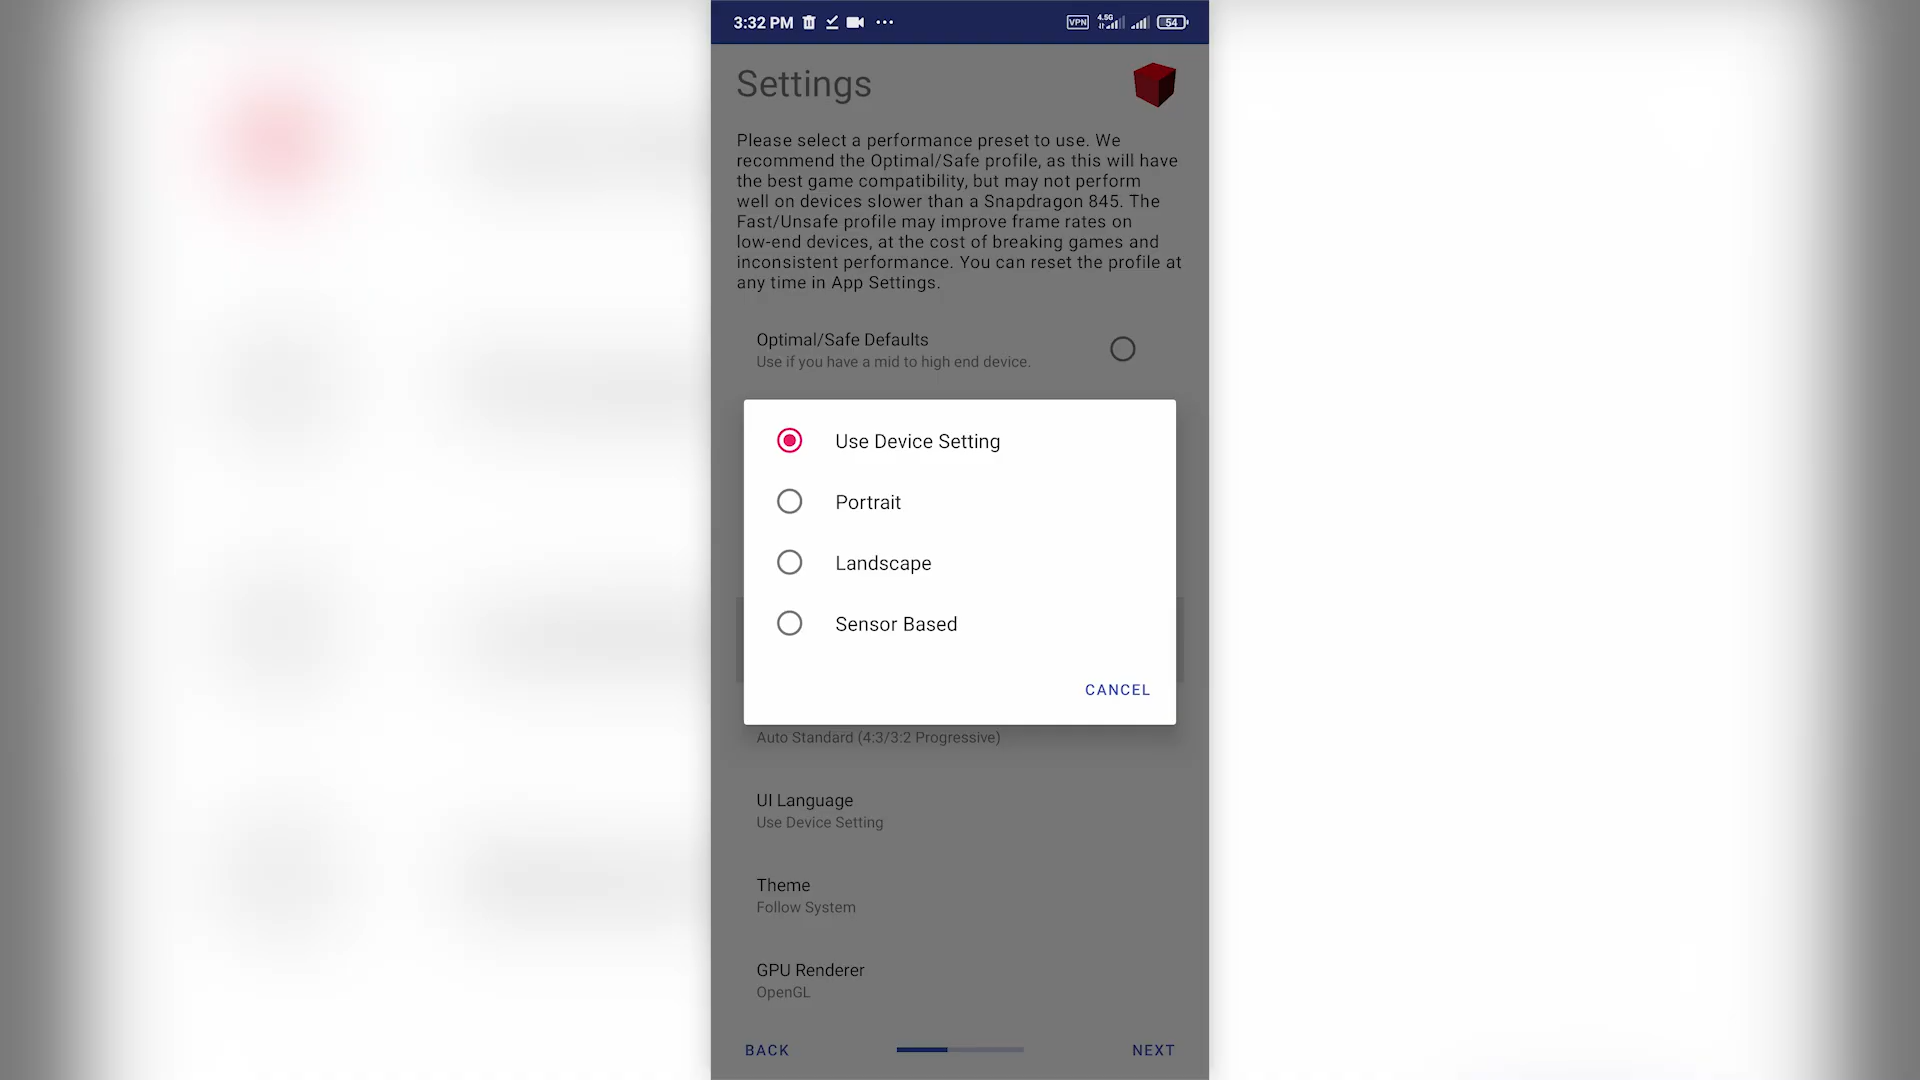 3:32 PM
VPN
4.5G
54
Settings
Please select a performance preset to use. We
recommend the Optimal/Safe profile, as this will have
the best game compatibility, but may not perform
well on devices slower than a Snapdragon 845. The
Fast/Unsafe profile may improve frame rates on
low-end devices, at the cost of breaking games and
inconsistent performance. You can reset the profile at
any time in App Settings.
Optimal/Safe Defaults
Use if you have a mid to high end device.
Use Device Setting
Portrait
Landscape
Sensor Based
CANCEL
Auto Standard (4:3/3:2 Progressive)
UI Language
Use Device Setting
Theme
Follow System
GPU Renderer
OpenGL
BACK
NEXT